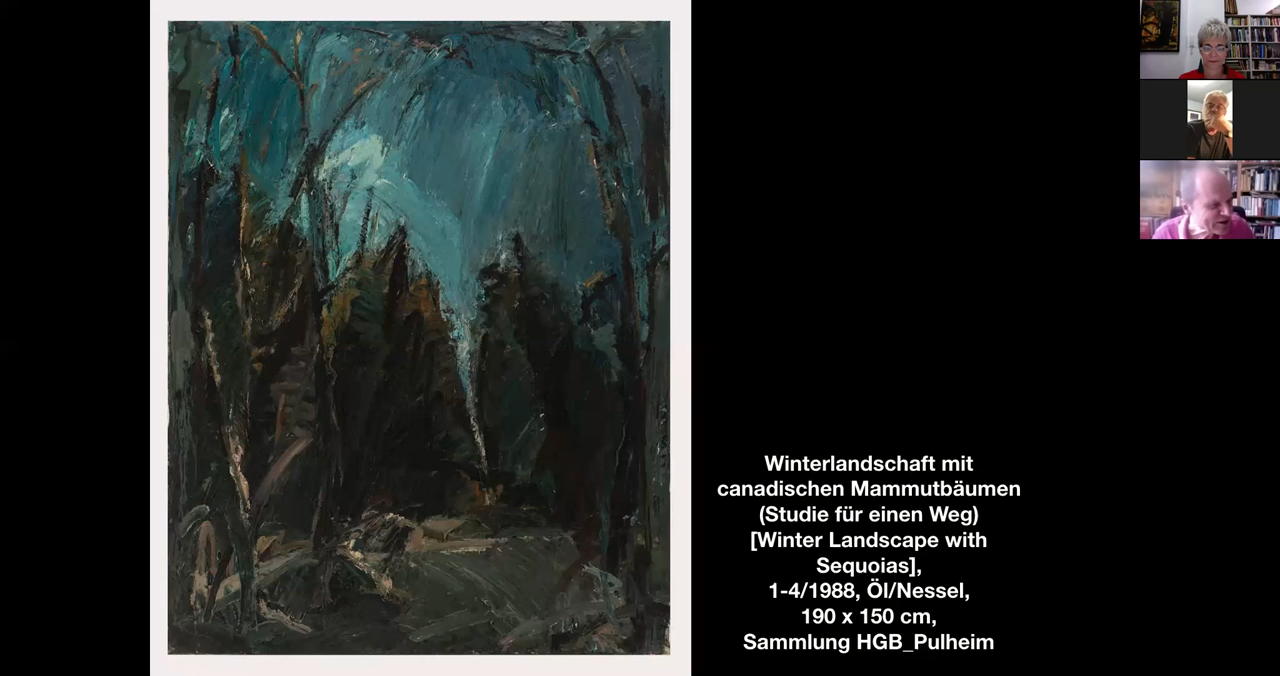 Winterlandschaft mit
canadischen Mammutbäumen
(Studie für einen Weg)
[Winter Landscape with
Sequoias],
1-4/1988, Öl/Nessel,
190 x 150 cm,
Sammlung HGB_Pulheim